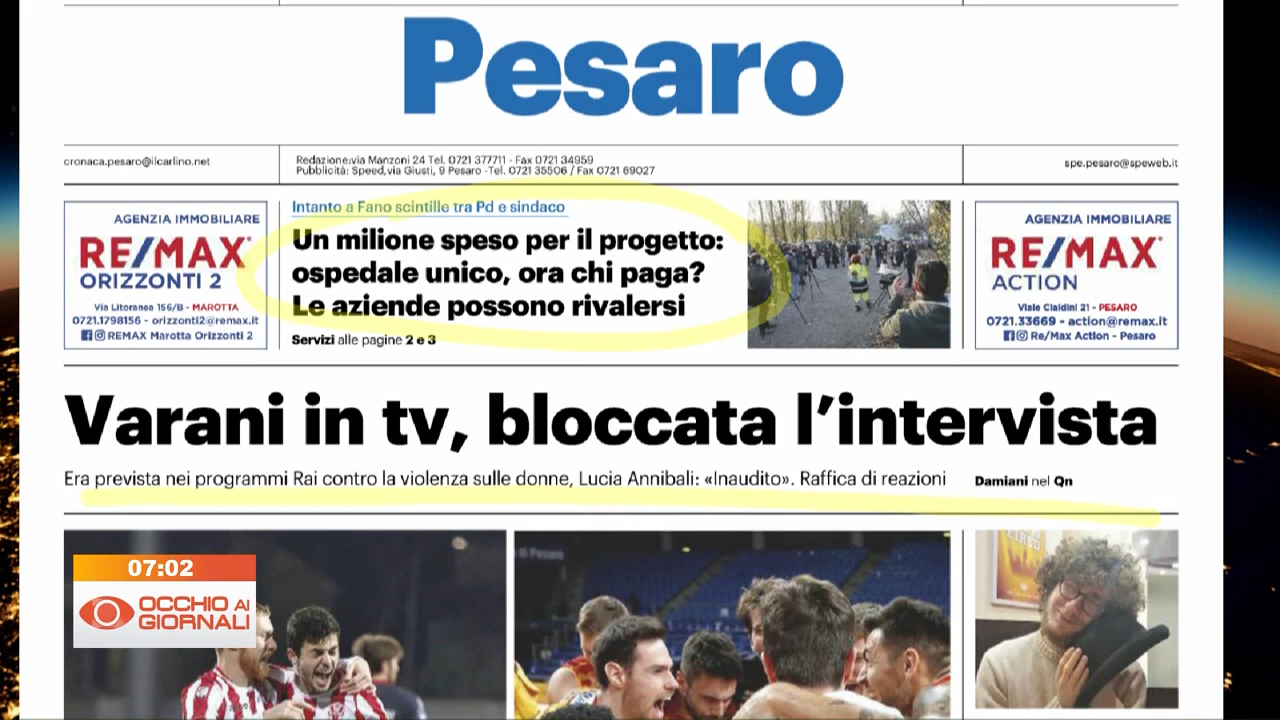 Pesaro
cronaca.pesaro@ilcarlino.net
Redazione:via Manzoni 24 Tel. 0721 377711 - Fax 0721 34959
Pubblicità: Speed,via Giusti, 9 Pesaro -Tel. 0721 35506 / Fax 0721 69027
spe.pesaro@speweb.it
AGENZIA IMMOBILIARE
RE/MAX
ORIZZONTI 2
Via Litoranea 156/B - MAROTTA
0721.1798156 - orizzonti2@remax.it
REMAX Marotta Orizzonti 2
Intanto a Fano scintille tra Pd e sindaco
Un milione speso per il progetto:
ospedale unico, ora chi paga?
Le aziende possono rivalersi
Servizi alle pagine 2 e 3
AGENZIA IMMOBILIARE
RE/MAX
ACTION
Viale Cialdini 21 - PESARO
0721.33669 - action@remax.it
Re/Max Action - Pesaro
Varani in tv, bloccata l'intervista
Era prevista nei programmi Rai contro la violenza sulle donne, Lucia Annibali: «Inaudito». Raffica di reazioni
Damiani nel Qn
di Pesaro
07:02
OCCHIO AI
GIORNALI